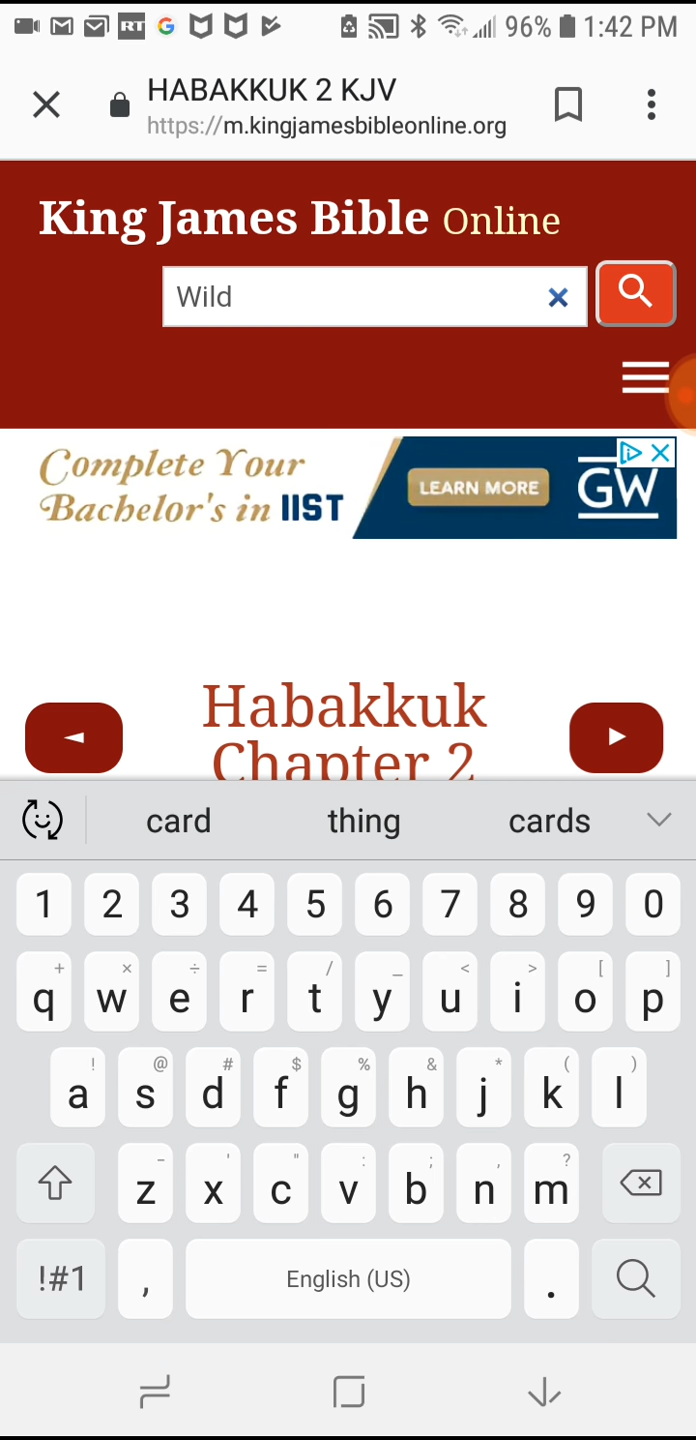 RT G 96% 1:42 PM
HABAKKUK 2 KJV
https://m.kingjamesbibleonline.org
King James Bible Online
Wild
Complete Your
Bachelor's in IIST
LEARN MORE
GW
Habakkuk
Chapter 2
card thing cards
1 2 3 4 5 6 7 8 9 0
+ × ÷ = / _ < > [ ]
q w e r t y u i o p
! @ # $ % & * ( )
a s d f g h j k l
- ' " : ; , ?
z x c v b n m
!#1 , English (US) .